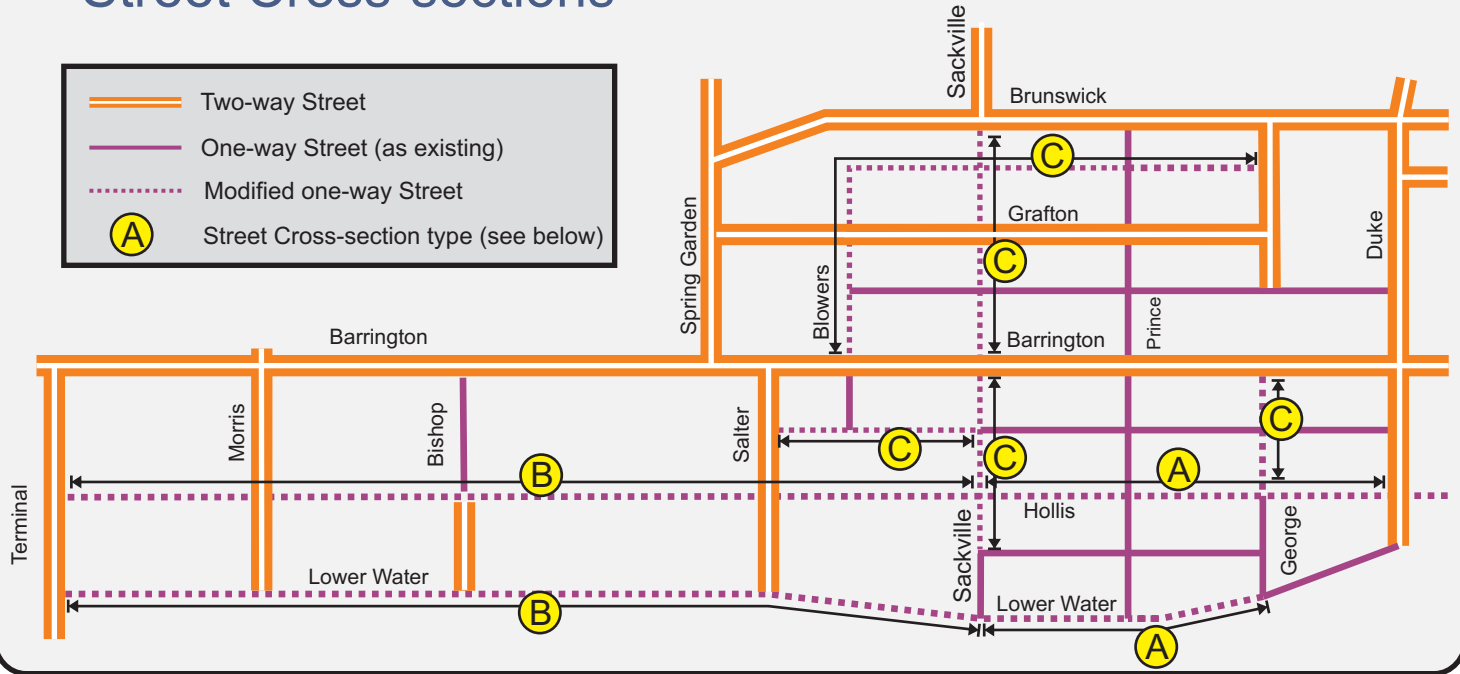 Street Cross-sections
Two-way Street
One-way Street (as existing)
Modified one-way Street
A
Street Cross-section type (see below)
Sackville
Brunswick
C
Grafton
Duke
Spring Garden
Blowers
C
Barrington
Barrington
Prince
Morris
Bishop
Salter
C
C
C
A
B
Terminal
Hollis
George
Sackville
Lower Water
Lower Water
B
A